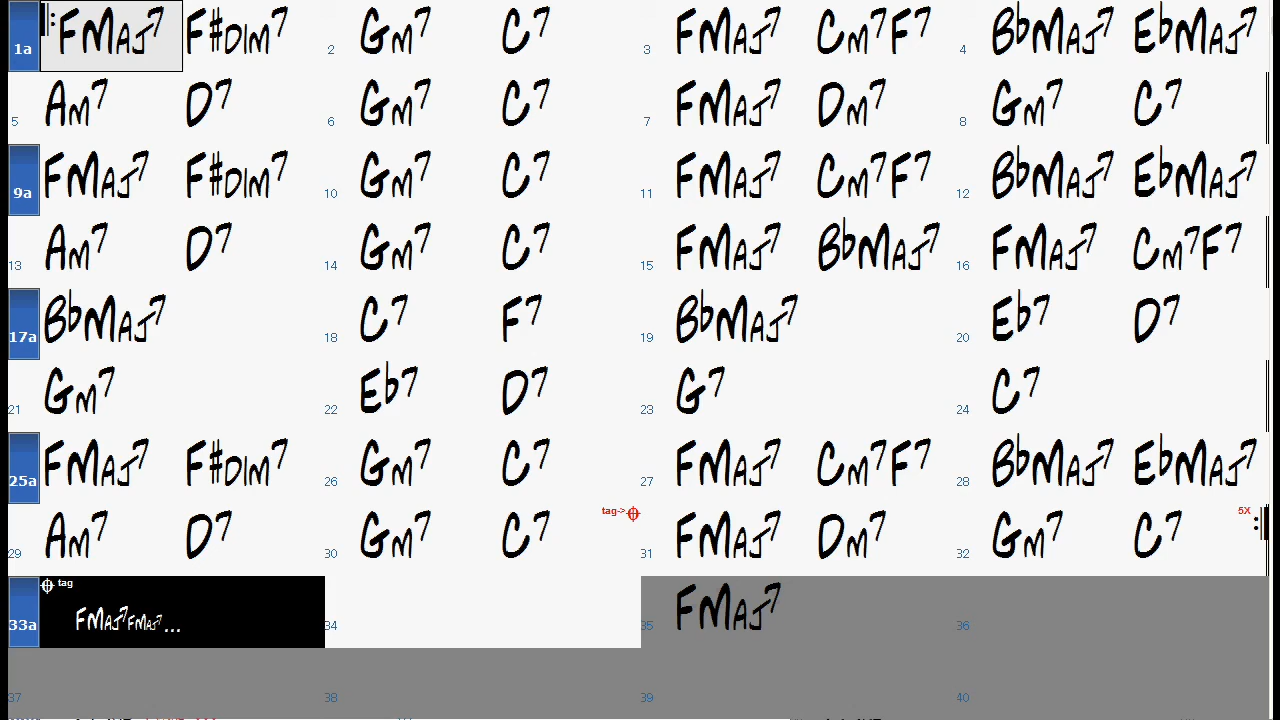 1a FMaj7 F#dim7 2 Gm7 C7 3 FMaj7 Cm7 F7 4 BbMaj7 EbMaj7
5 Am7 D7 6 Gm7 C7 7 FMaj7 Dm7 8 Gm7 C7
9a FMaj7 F#dim7 10 Gm7 C7 11 FMaj7 Cm7 F7 12 BbMaj7 EbMaj7
13 Am7 D7 14 Gm7 C7 15 FMaj7 BbMaj7 16 FMaj7 Cm7 F7
17a BbMaj7 18 C7 F7 19 BbMaj7 20 Eb7 D7
21 Gm7 22 Eb7 D7 23 G7 24 C7
25a FMaj7 F#dim7 26 Gm7 C7 27 FMaj7 Cm7 F7 28 BbMaj7 EbMaj7
tag-> 5X
29 Am7 D7 30 Gm7 C7 31 FMaj7 Dm7 32 Gm7 C7
tag
33a FMaj7 FMaj7... 34 35 FMaj7 36
37 38 39 40